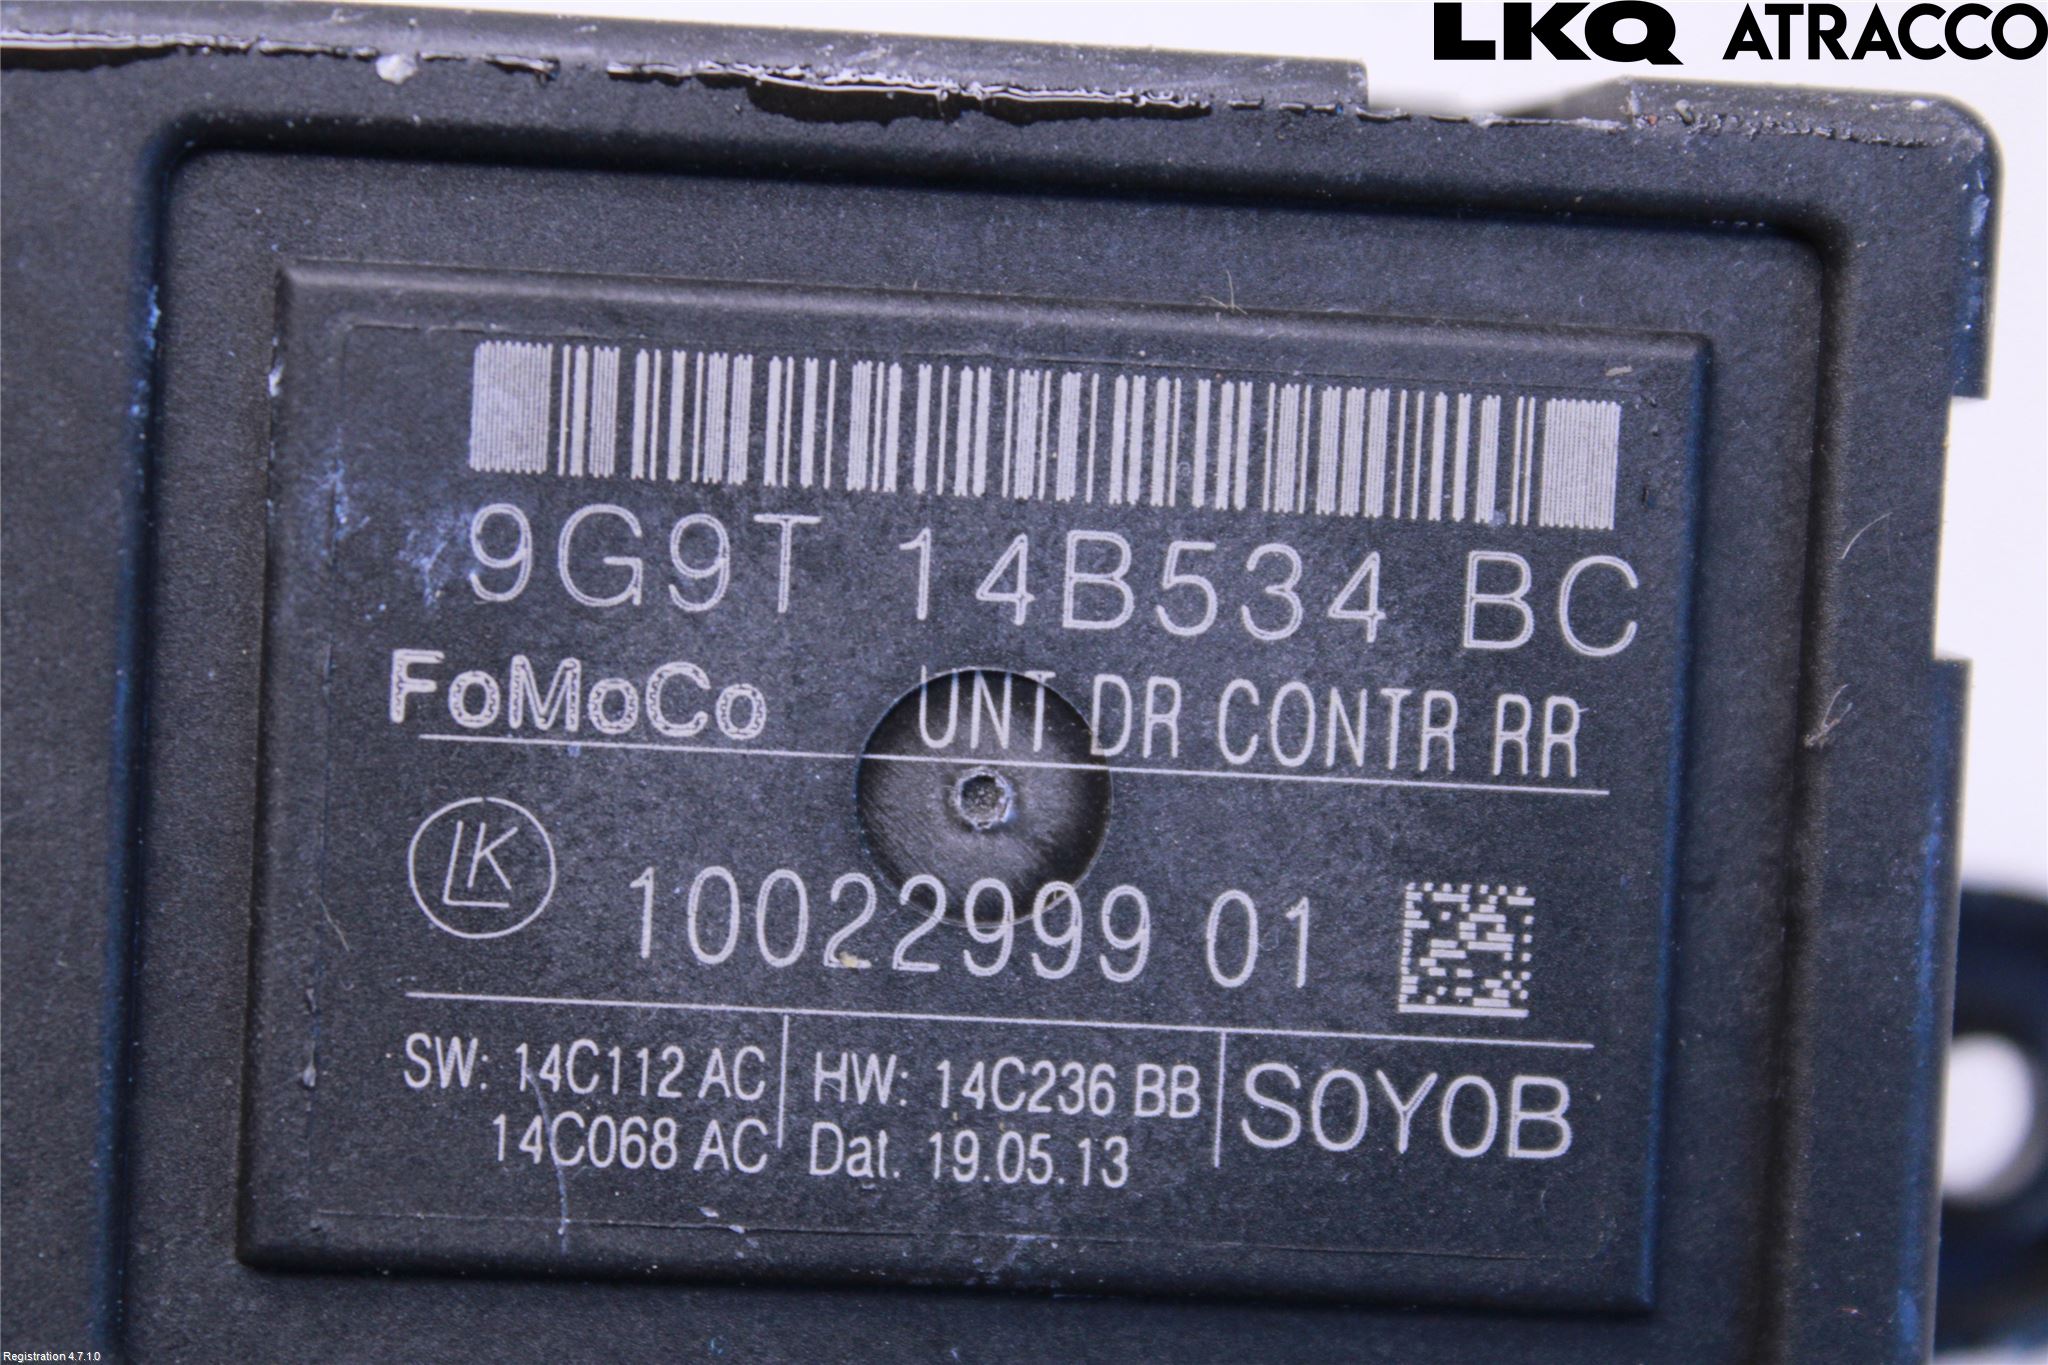 LKQ ATRACCO
9G9T 14B534 BC
FoMoCo UNT DR CONTR RR
LK 10022999 01
SW: 14C112 AC HW: 14C236 BB S0Y0B
14C068 AC Dat. 19.05.13
Registration 4.7.1.0